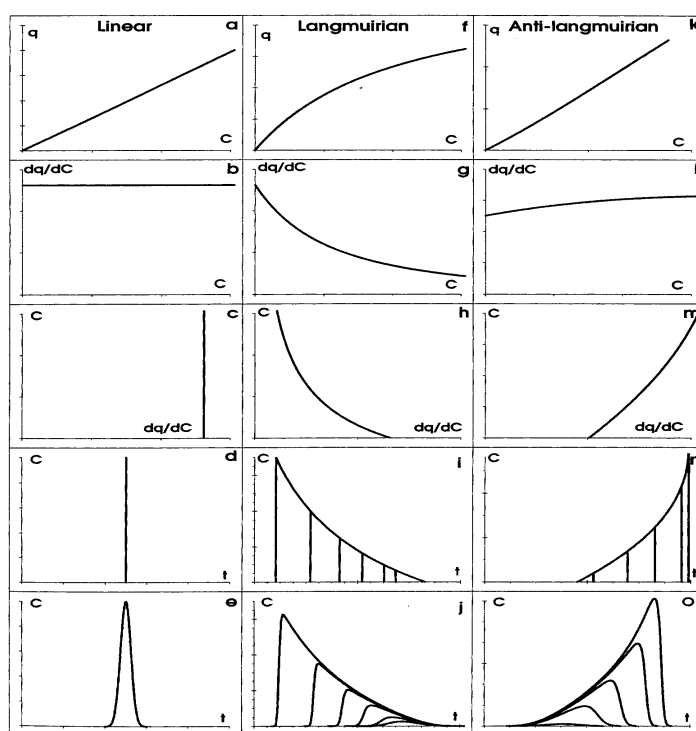 q Linear a Langmuirian f q Anti-langmuirian k
C C C
dq/dC b dq/dC g dq/dC
C C C
C c C h C m
dq/dC dq/dC dq/dC
C d C i C n
t t t
C e C j C o
t t t